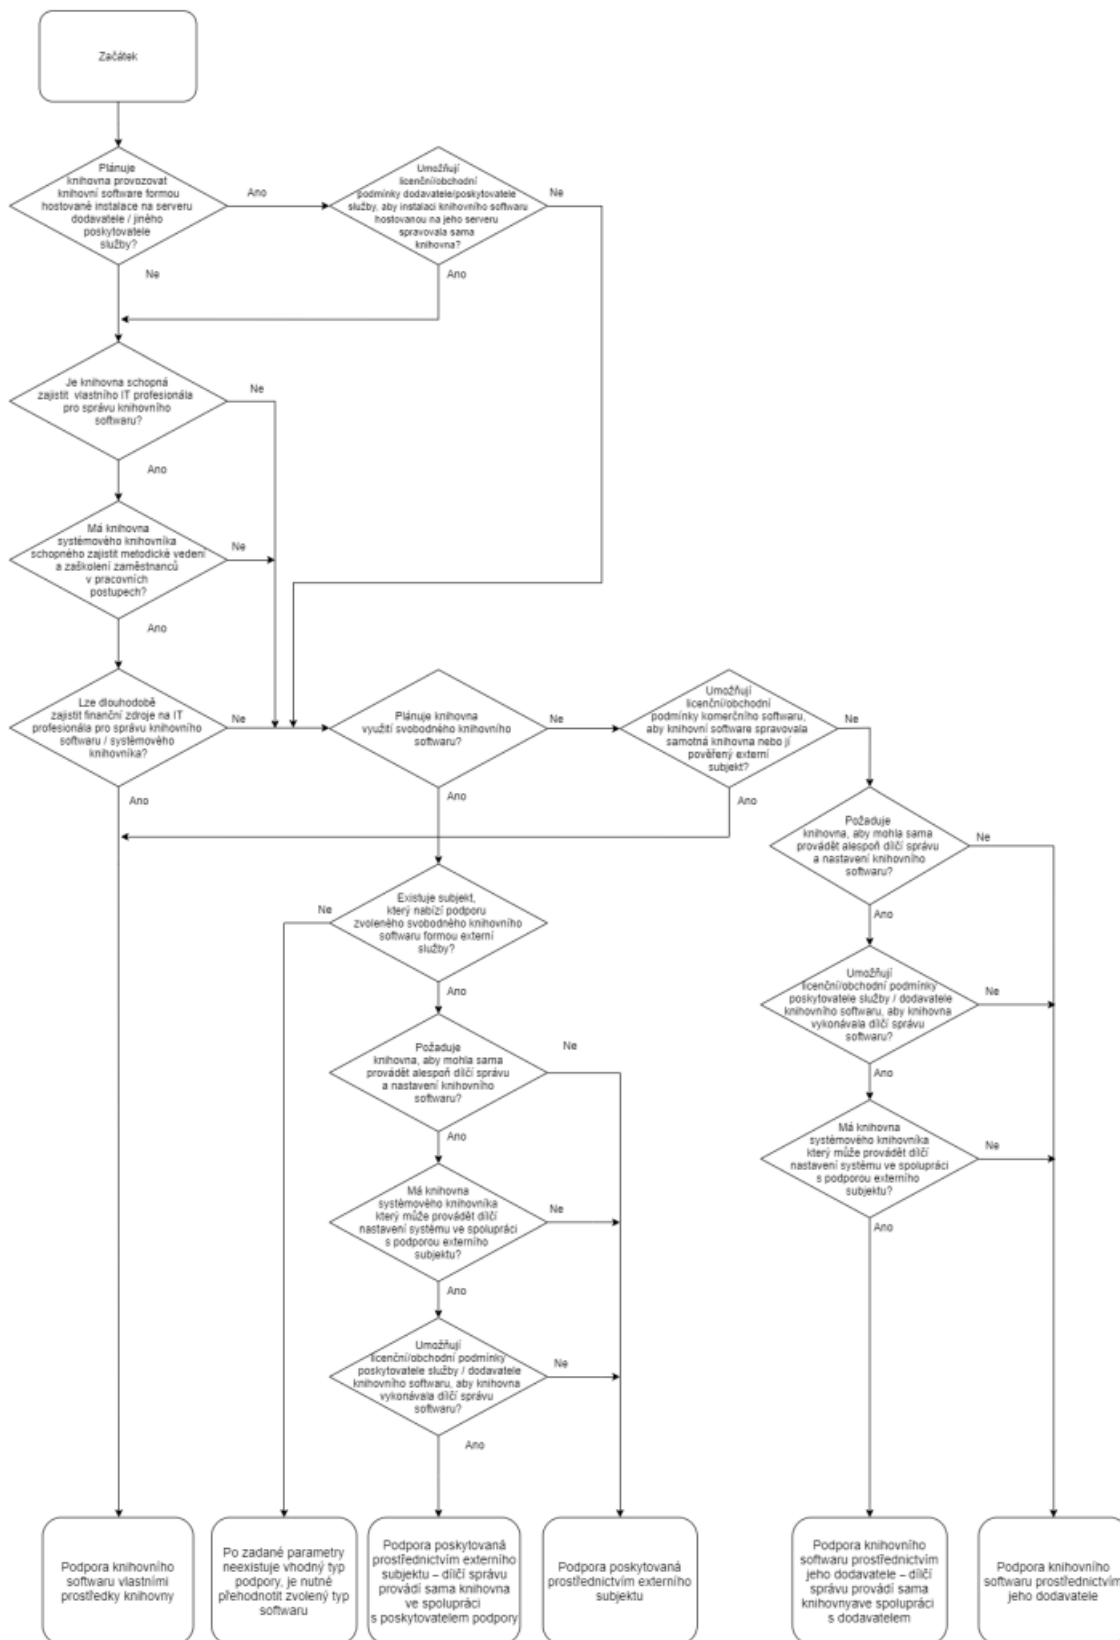 Začátek
Plánuje
knihovna provozovat
knihovní software formou
hostované instalace na serveru
dodavatele / jiného
poskytovatele
služby?
Ano
Umožňují
licenční/obchodní
podmínky dodavatele/poskytovatele
služby, aby instalaci knihovního softwaru
hostovanou na jeho serveru
spravovala sama
knihovna?
Ne
Ne
Ano
Je knihovna schopná
zajistit vlastního IT profesionála
pro správu knihovního
softwaru?
Ne
Ano
Má knihovna
systémového knihovníka
schopného zajistit metodické vedení
a zaškolení zaměstnanců
v pracovních
postupech?
Ne
Ano
Lze dlouhodobě
zajistit finanční zdroje na IT
profesionála pro správu knihovního
softwaru / systémového
knihovníka?
Ne
Plánuje knihovna
využití svobodného knihovního
softwaru?
Ne
Umožňují
licenční/obchodní
podmínky komerčního softwaru,
aby knihovní software spravovala
samotná knihovna nebo jí
pověřený externí
subjekt?
Ne
Ano
Ano
Ano
Požaduje
knihovna, aby mohla sama
provádět alespoň dílčí správu
a nastavení knihovního
softwaru?
Ne
Ano
Existuje subjekt,
který nabízí podporu
zvoleného svobodného knihovního
softwaru formou externí
služby?
Ne
Ano
Umožňují
licenční/obchodní podmínky
poskytovatele služby / dodavatele
knihovního softwaru, aby knihovna
vykonávala dílčí správu
softwaru?
Ne
Ano
Požaduje
knihovna, aby mohla sama
provádět alespoň dílčí správu
a nastavení knihovního
softwaru?
Ne
Ano
Má knihovna
systémového knihovníka
který může provádět dílčí
nastavení systému ve spolupráci
s podporou externího
subjektu?
Ne
Ano
Má knihovna
systémového knihovníka
který může provádět dílčí
nastavení systému ve spolupráci
s podporou externího
subjektu?
Ne
Ano
Umožňují
licenční/obchodní podmínky
poskytovatele služby / dodavatele
knihovního softwaru, aby knihovna
vykonávala dílčí správu
softwaru?
Ne
Ano
Podpora knihovního
softwaru vlastními
prostředky knihovny
Po zadané parametry
neexistuje vhodný typ
podpory, je nutné
přehodnotit zvolený typ
softwaru
Podpora poskytovaná
prostřednictvím externího
subjektu – dílčí správu
provádí sama knihovna
ve spolupráci
s poskytovatelem podpory
Podpora poskytovaná
prostřednictvím externího
subjektu
Podpora knihovního
softwaru prostřednictvím
jeho dodavatele – dílčí
správu provádí sama
knihovnyave spolupráci
s dodavatelem
Podpora knihovního
softwaru prostřednictvím
jeho dodavatele